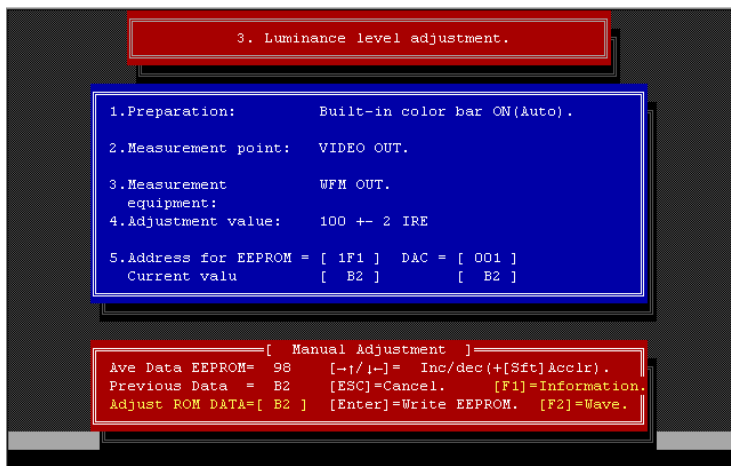 3. Luminance level adjustment.
1.Preparation: Built-in color bar ON(Auto).
2.Measurement point: VIDEO OUT.
3.Measurement WFM OUT.
equipment:
4.Adjustment value: 100 +- 2 IRE
5.Address for EEPROM = [ 1F1 ] DAC = [ 001 ]
Current valu [ B2 ] [ B2 ]
[ Manual Adjustment ]
Ave Data EEPROM= 98 [→↑/↓←]= Inc/dec(+[Sft]Acclr).
Previous Data = B2 [ESC]=Cancel. [F1]=Information.
Adjust ROM DATA=[ B2 ] [Enter]=Write EEPROM. [F2]=Wave.